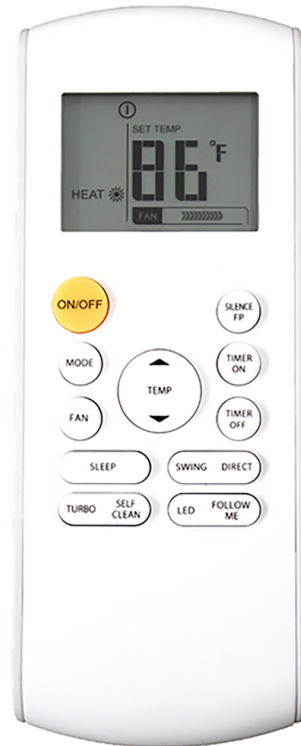 SET TEMP.
86°F
HEAT
FAN
ON/OFF
SILENCE
FP
MODE
TEMP
TIMER
ON
FAN
TIMER
OFF
SLEEP
SWING DIRECT
TURBO SELF
CLEAN
LED FOLLOW
ME